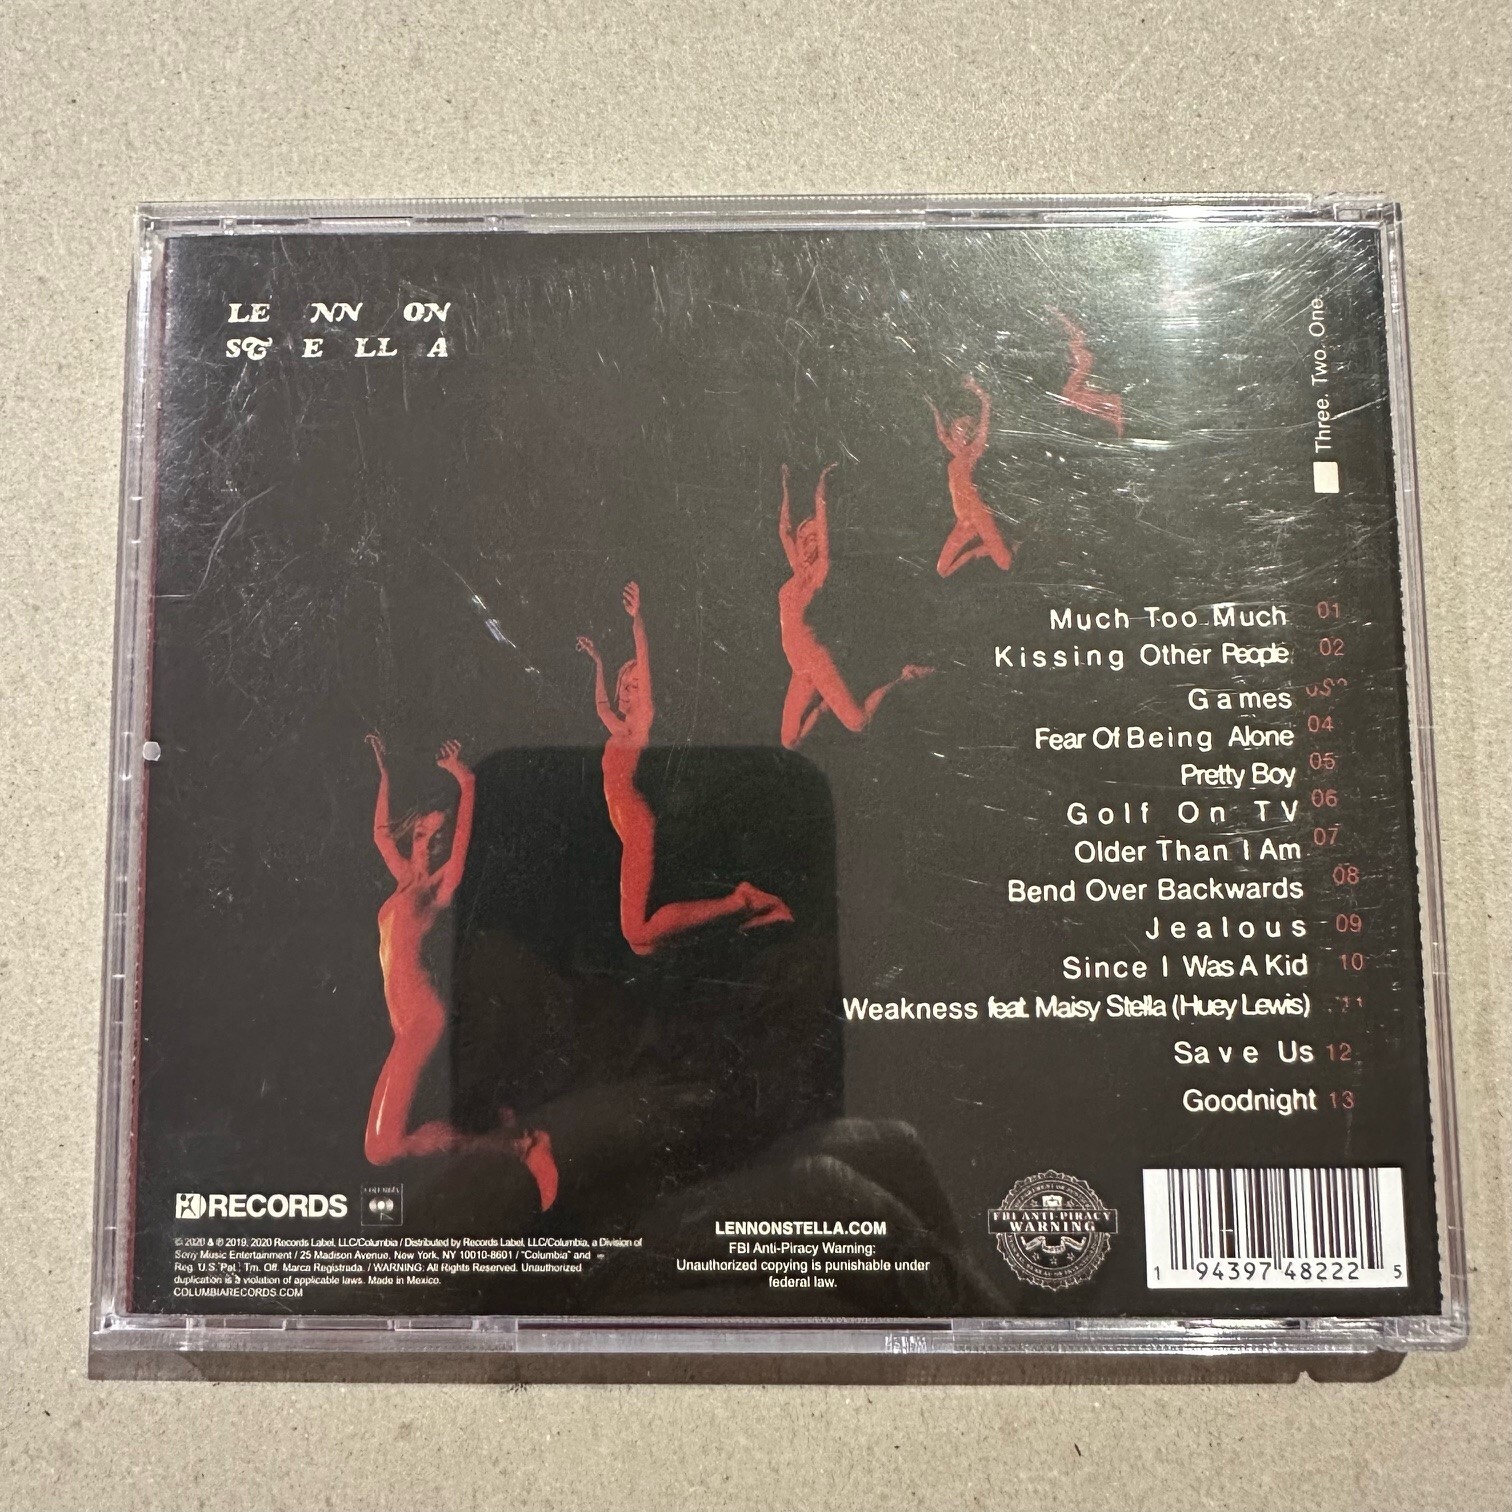 LE NN ON
ST E LL A
Three. Two. One.
Much Too Much 01
Kissing Other People 02
Games
Fear Of Being Alone 04
Pretty Boy 05
Golf On TV 06
Older Than I Am 07
Bend Over Backwards 08
Jealous 09
Since I Was A Kid 10
Weakness feat. Maisy Stella (Huey Lewis) 11
Save Us 12
Goodnight 13
RECORDS
COLUMBIA
© 2020 & ℗ 2019, 2020 Records Label, LLC/Columbia / Distributed by Records Label, LLC/Columbia, a Division of
Sony Music Entertainment / 25 Madison Avenue, New York, NY 10010-8601 / "Columbia" and
Reg. U.S. Pat. Tm. Off. Marca Registrada. / WARNING: All Rights Reserved. Unauthorized
duplication is a violation of applicable laws. Made in Mexico.
COLUMBIARECORDS.COM
LENNONSTELLA.COM
FBI Anti-Piracy Warning:
Unauthorized copying is punishable under
federal law.
FBI ANTI-PIRACY
WARNING
1 94397 48222 5